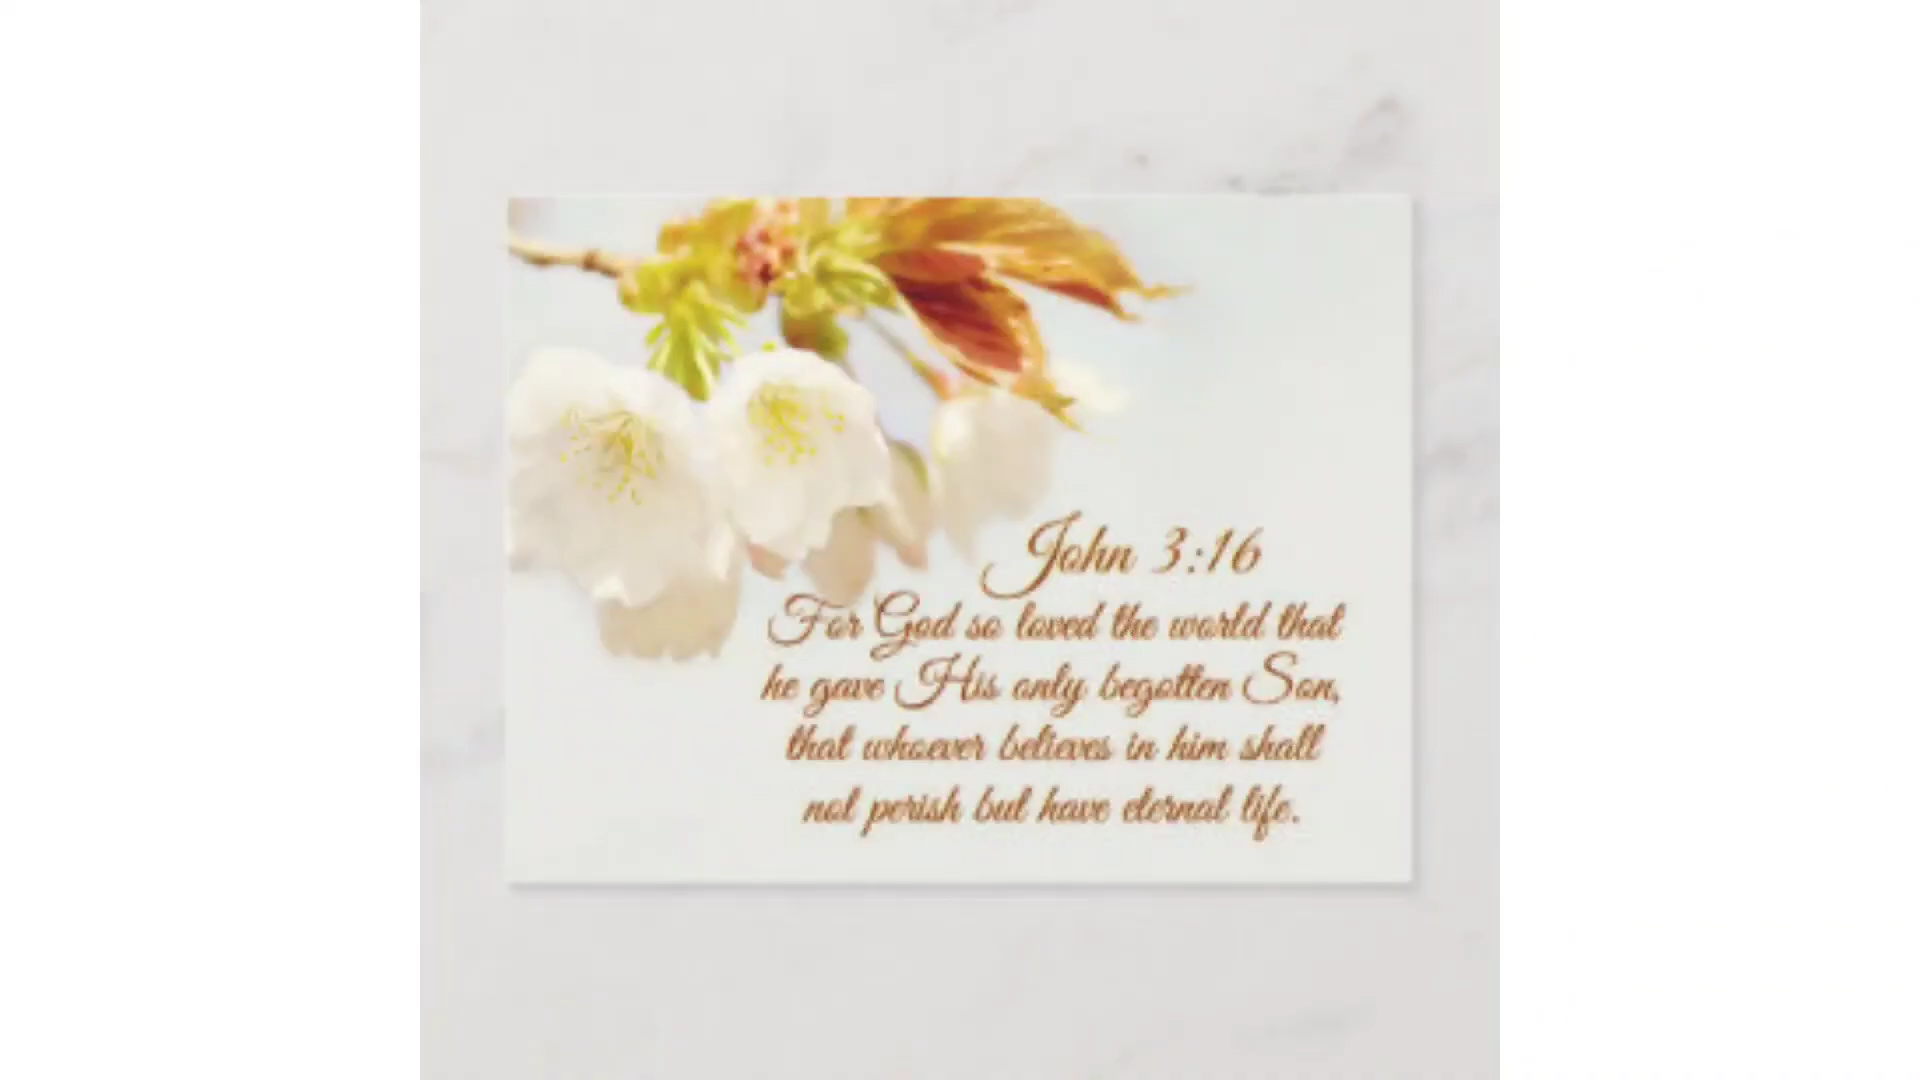 John 3:16
For God so loved the world that
he gave His only begotten Son,
that whoever believes in him shall
not perish but have eternal life.